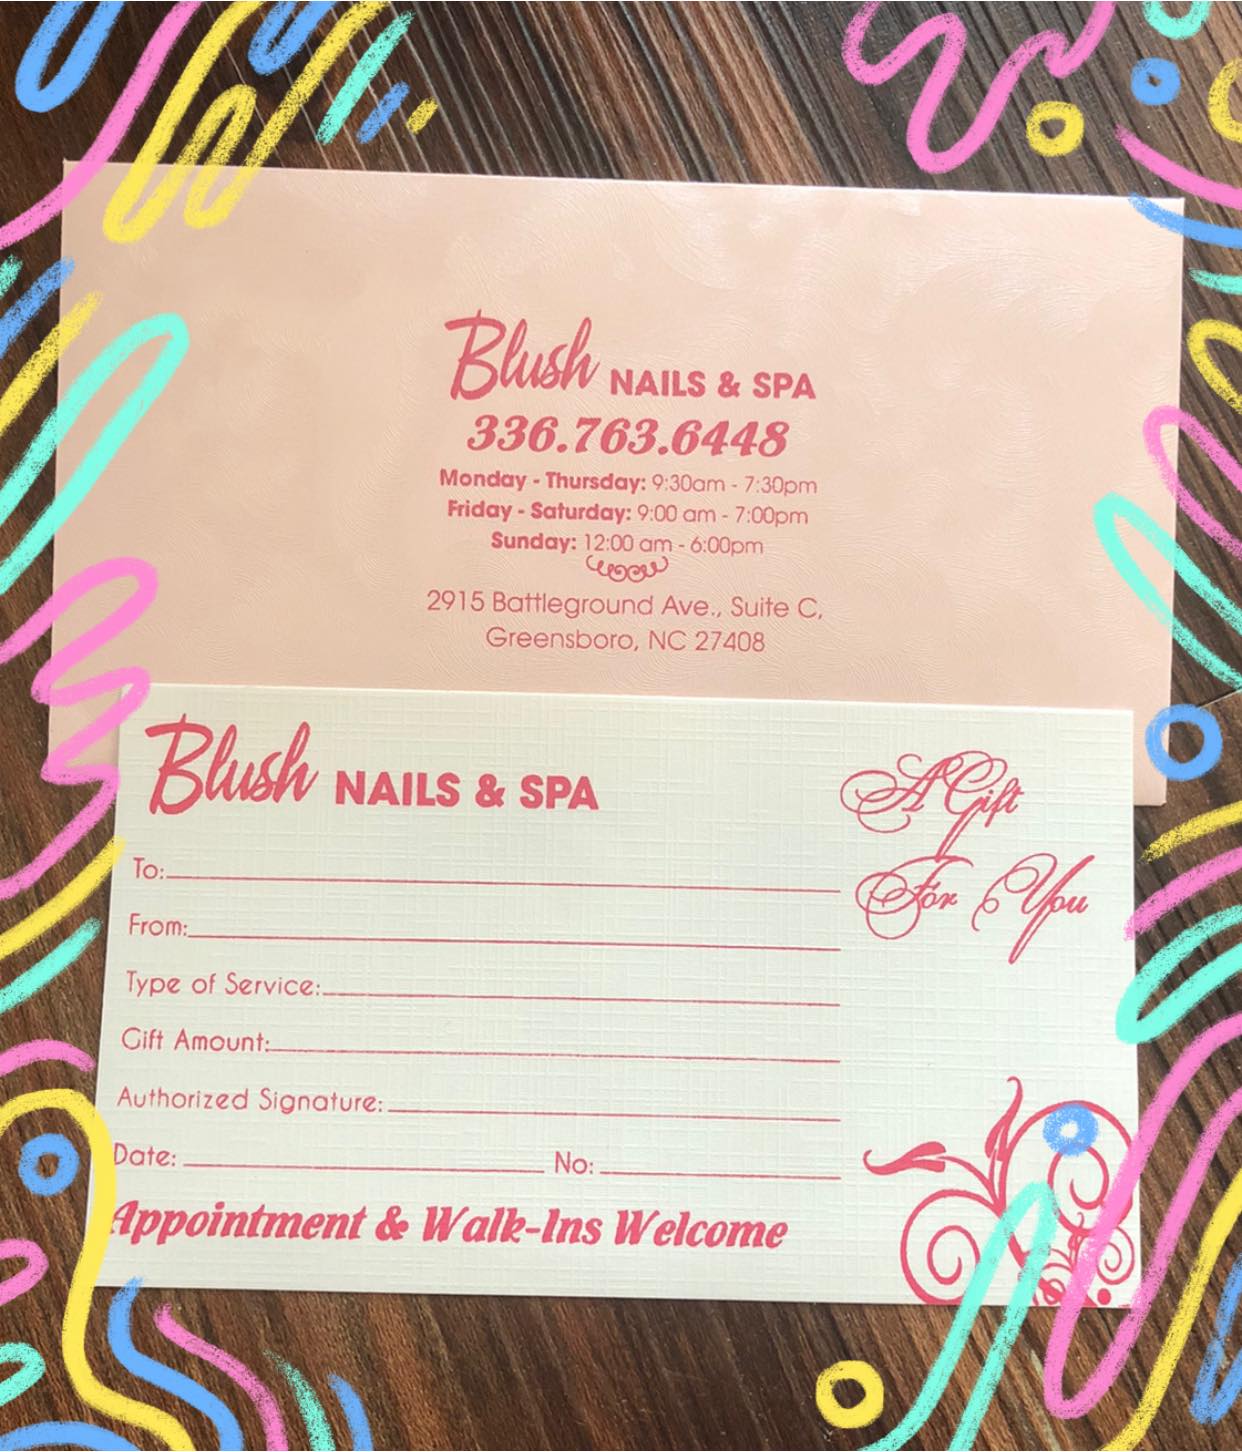 Blush NAILS & SPA
336.763.6448
Monday - Thursday: 9:30am - 7:30pm
Friday - Saturday: 9:00 am - 7:00pm
Sunday: 12:00 am - 6:00pm
2915 Battleground Ave., Suite C,
Greensboro, NC 27408
Blush NAILS & SPA
A Gift
For You
To:
From:
Type of Service:
Gift Amount:
Authorized Signature:
Date: No:
Appointment & Walk-Ins Welcome